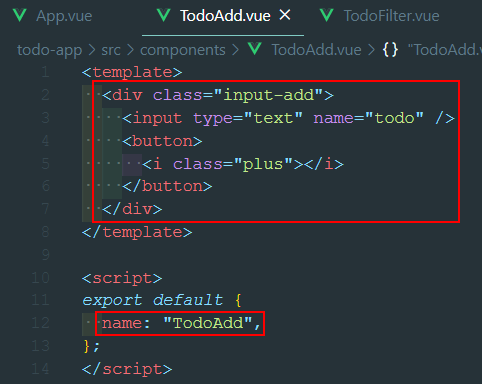 App.vue TodoAdd.vue × TodoFilter.vue
todo-app > src > components > TodoAdd.vue > {} "TodoAdd.v
1 <template>
2   <div class="input-add">
3     <input type="text" name="todo" />
4     <button>
5       <i class="plus"></i>
6     </button>
7   </div>
8 </template>
9
10 <script>
11 export default {
12   name: "TodoAdd",
13 };
14 </script>